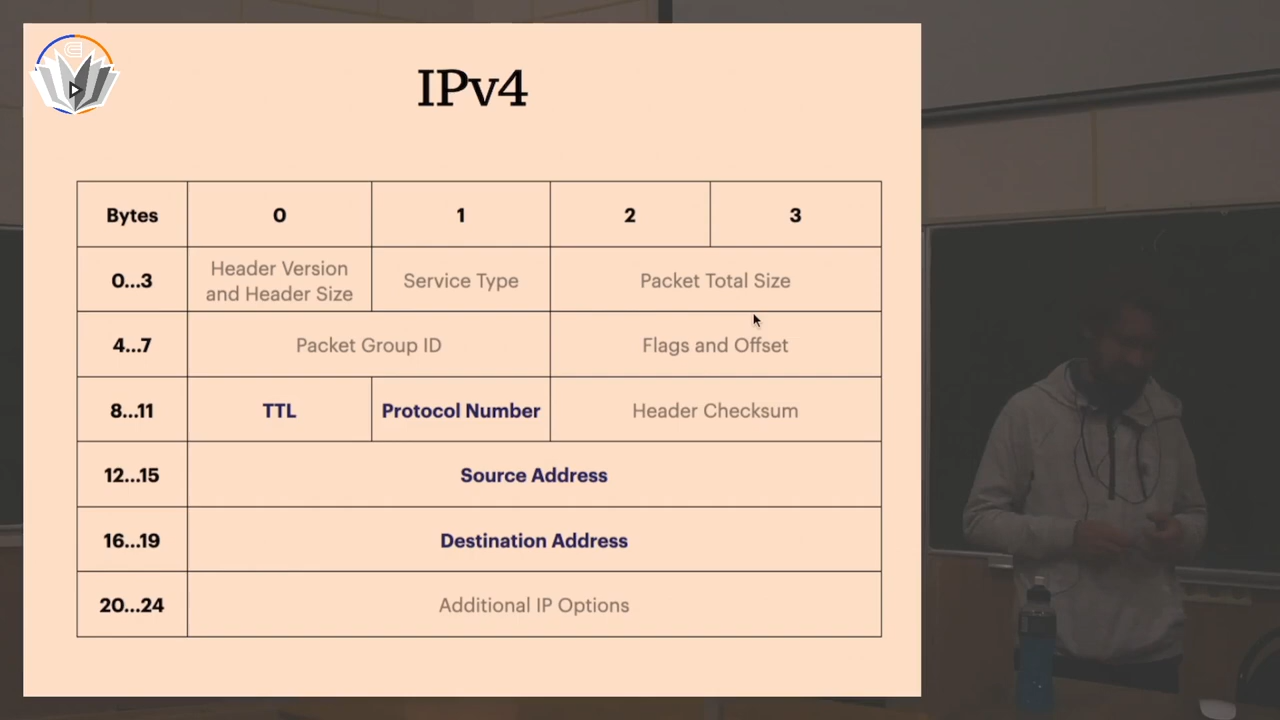 IPv4
Bytes 0 1 2 3
0...3 Header Version and Header Size Service Type Packet Total Size
4...7 Packet Group ID Flags and Offset
8...11 TTL Protocol Number Header Checksum
12...15 Source Address
16...19 Destination Address
20...24 Additional IP Options